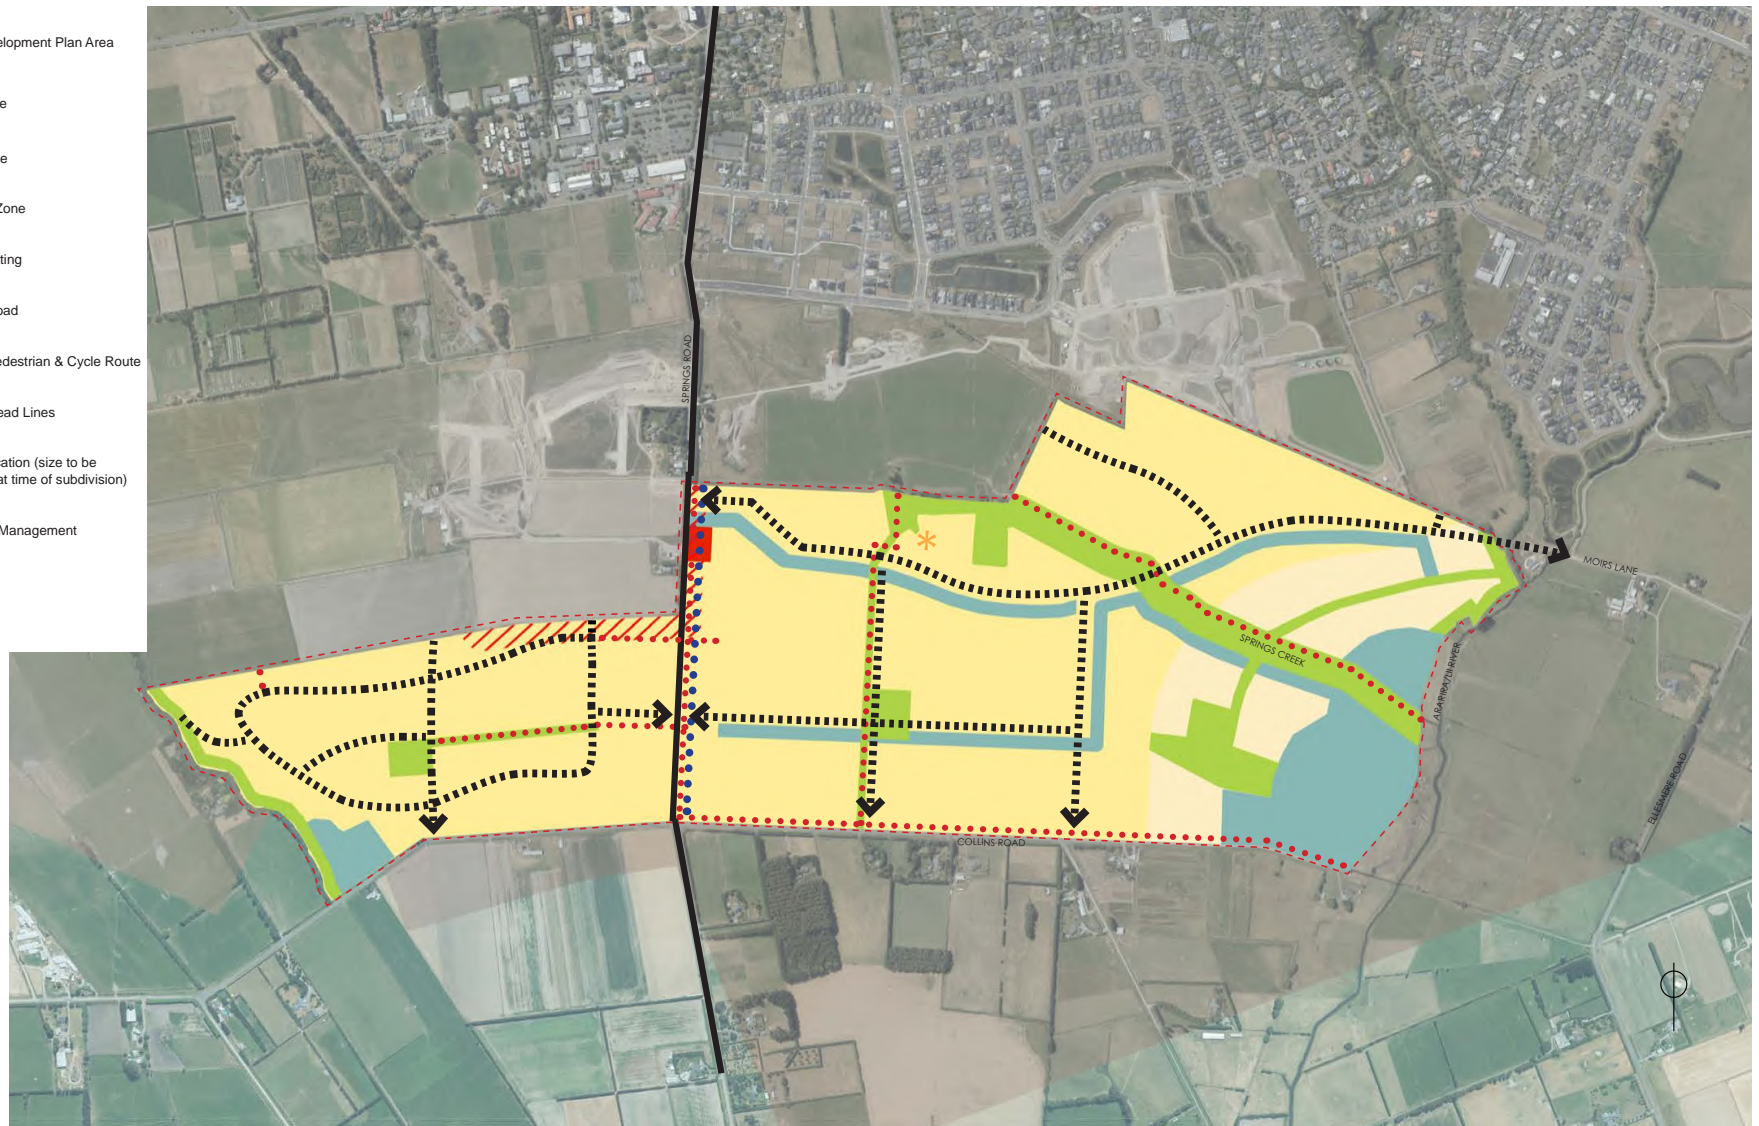 elopment Plan Area
e
e
Zone
ting
oad
edestrian & Cycle Route
ead Lines
cation (size to be
at time of subdivision)
Management
SPRINGS ROAD
MOIRS LANE
SPRINGS CREEK
ARARIRA/LII RIVER
ELLESMERE ROAD
COLLINS ROAD